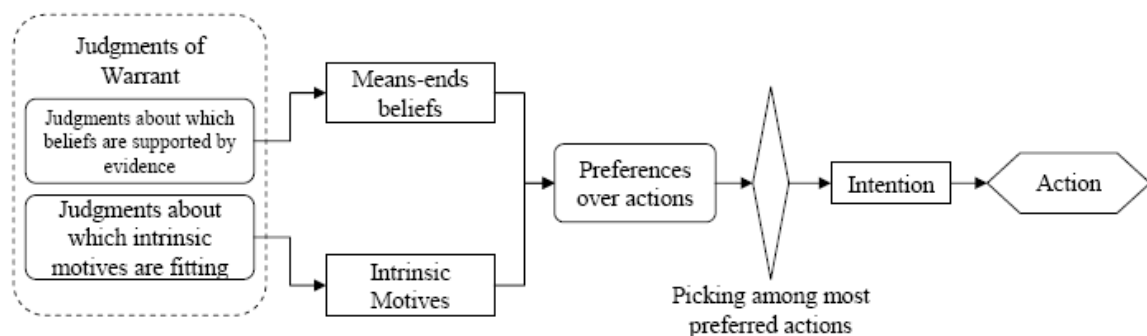 Judgments of
Warrant
Judgments about which
beliefs are supported by
evidence
Judgments about
which intrinsic
motives are fitting
Means-ends
beliefs
Intrinsic
Motives
Preferences
over actions
Picking among most
preferred actions
Intention
Action